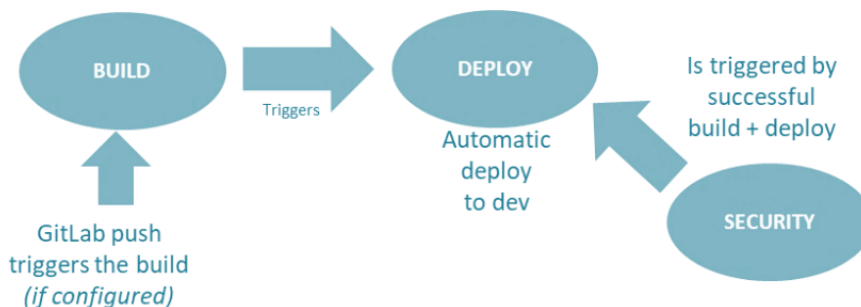 BUILD
Triggers
DEPLOY
Automatic
deploy
to dev
Is triggered by
successful
build + deploy
SECURITY
GitLab push
triggers the build
(if configured)